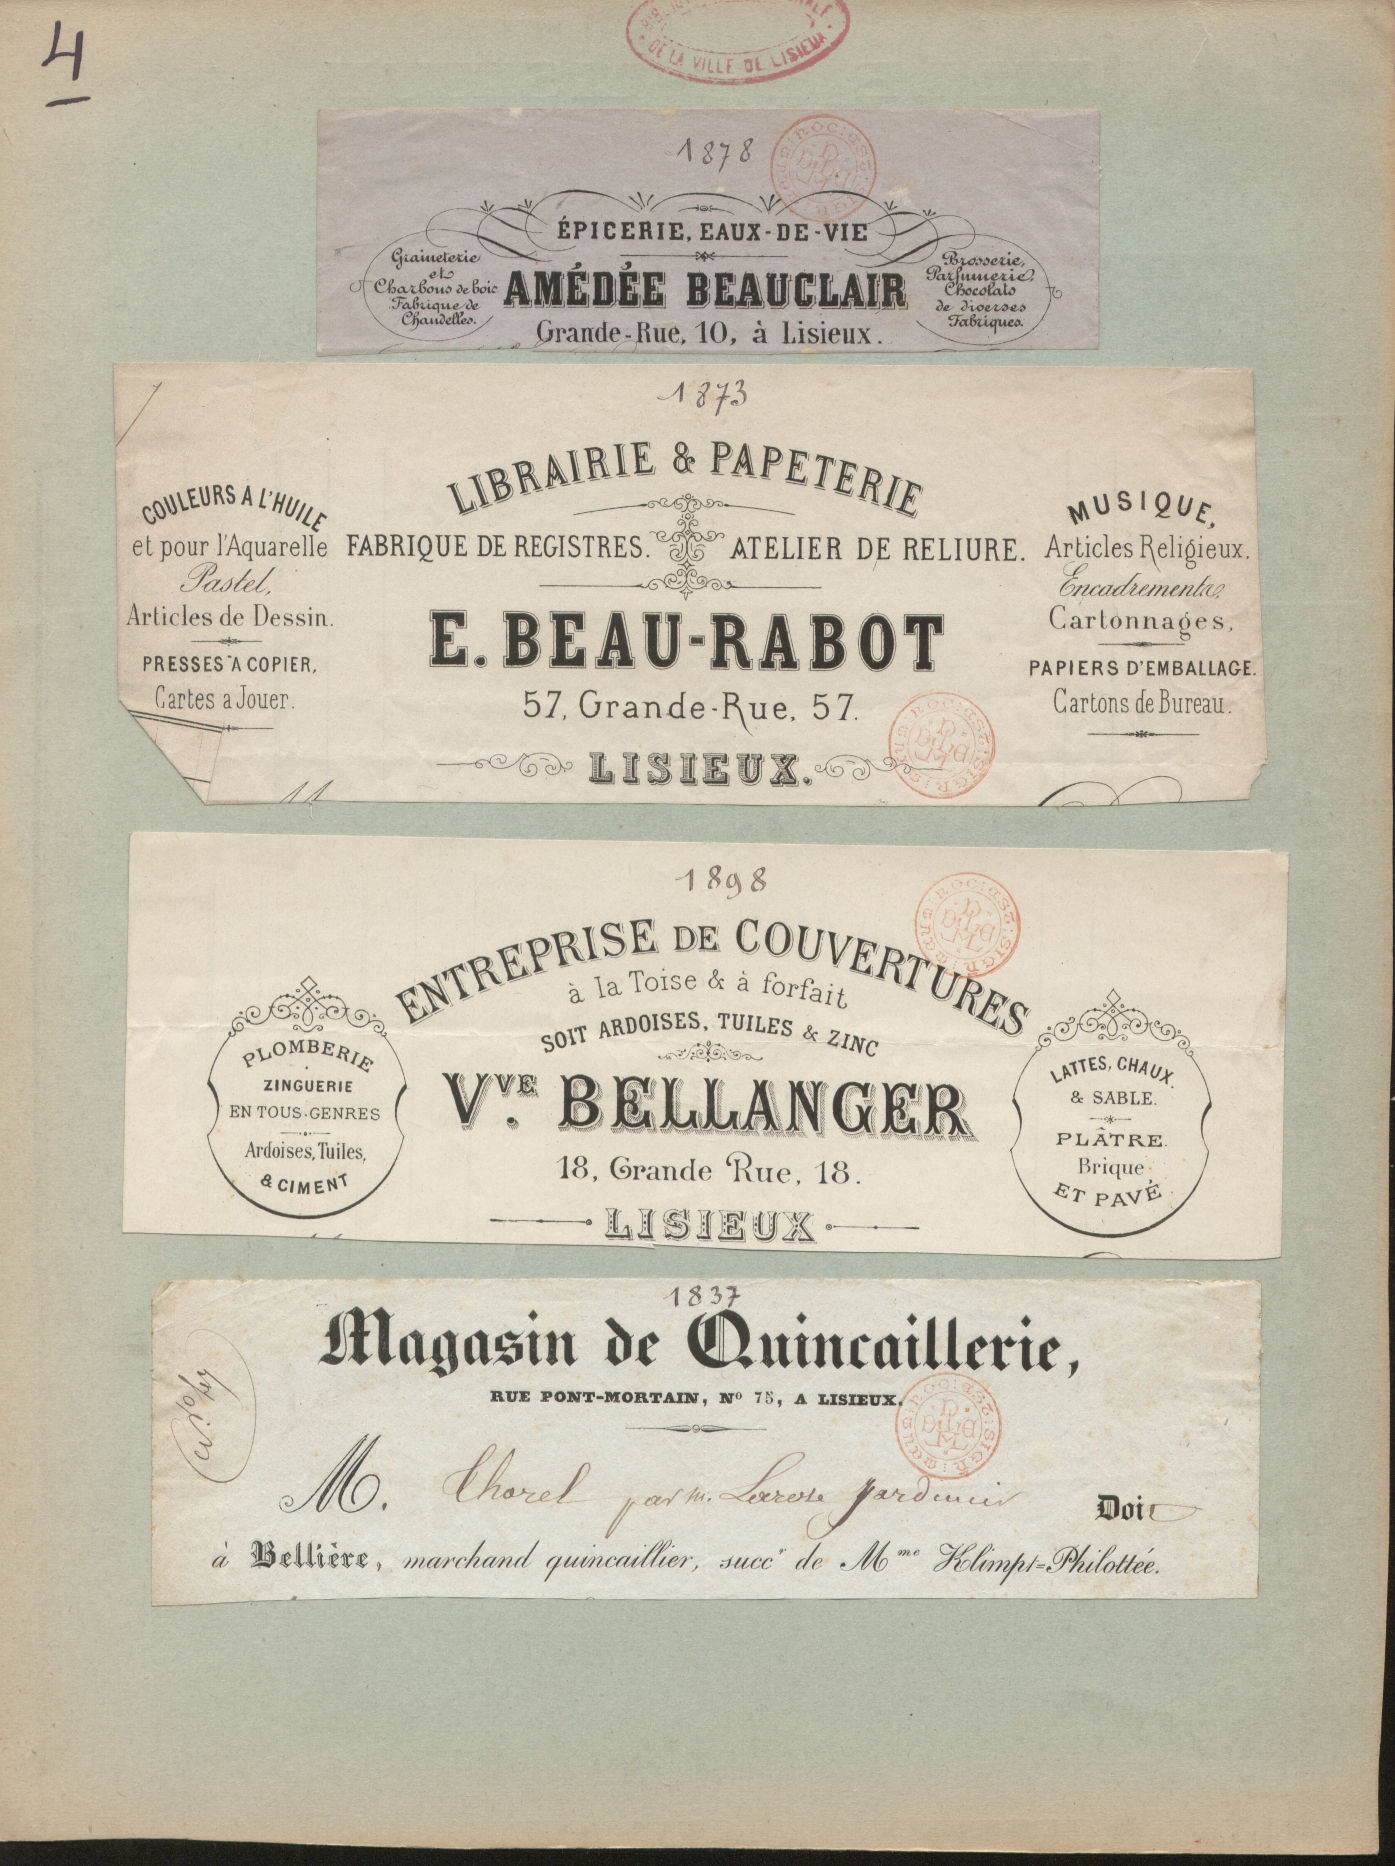 4
DE LA VILLE DE LISIEUX
1878
ÉPICERIE, EAUX-DE-VIE
AMÉDÉE BEAUCLAIR
Grande-Rue, 10, à Lisieux.
Graineterie
et
Charbons de bois
Fabrique de
Chandelles.
Brosserie,
Parfumerie,
Chocolats
de diverses
Fabriques.
1873
LIBRAIRIE & PAPETERIE
FABRIQUE DE REGISTRES. ATELIER DE RELIURE.
E. BEAU-RABOT
57, Grande-Rue, 57.
LISIEUX.
COULEURS A L'HUILE
et pour l'Aquarelle
Pastel,
Articles de Dessin.
PRESSES A COPIER,
Cartes a Jouer.
MUSIQUE,
Articles Religieux.
Encadrements,
Cartonnages,
PAPIERS D'EMBALLAGE.
Cartons de Bureau.
1898
ENTREPRISE DE COUVERTURES
à la Toise & à forfait
SOIT ARDOISES, TUILES & ZINC
VVE. BELLANGER
18, Grande Rue, 18.
LISIEUX
PLOMBERIE
ZINGUERIE
EN TOUS-GENRES
Ardoises, Tuiles,
& CIMENT
LATTES, CHAUX,
& SABLE.
PLÂTRE.
Brique
ET PAVÉ
1837
Magasin de Quincaillerie,
RUE PONT-MORTAIN, No 75, A LISIEUX.
M. Thorel par m. Larose jardinier Doit
à Bellière, marchand quincaillier, succr de Mme Klimpt=Philottée.